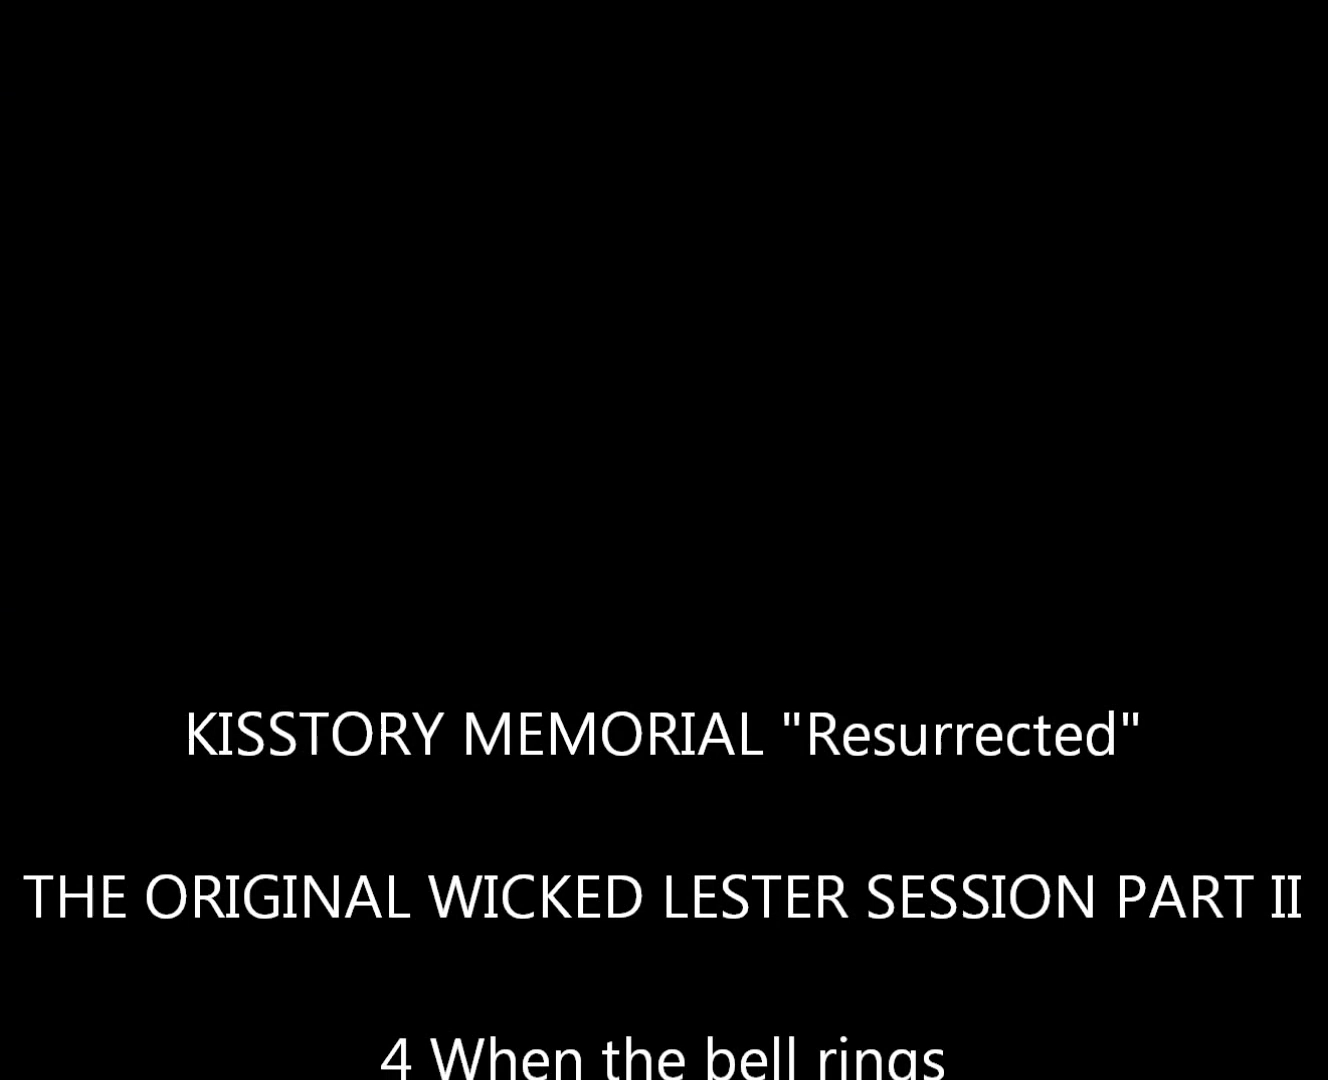 KISSTORY MEMORIAL "Resurrected"
THE ORIGINAL WICKED LESTER SESSION PART II
4 When the bell rings